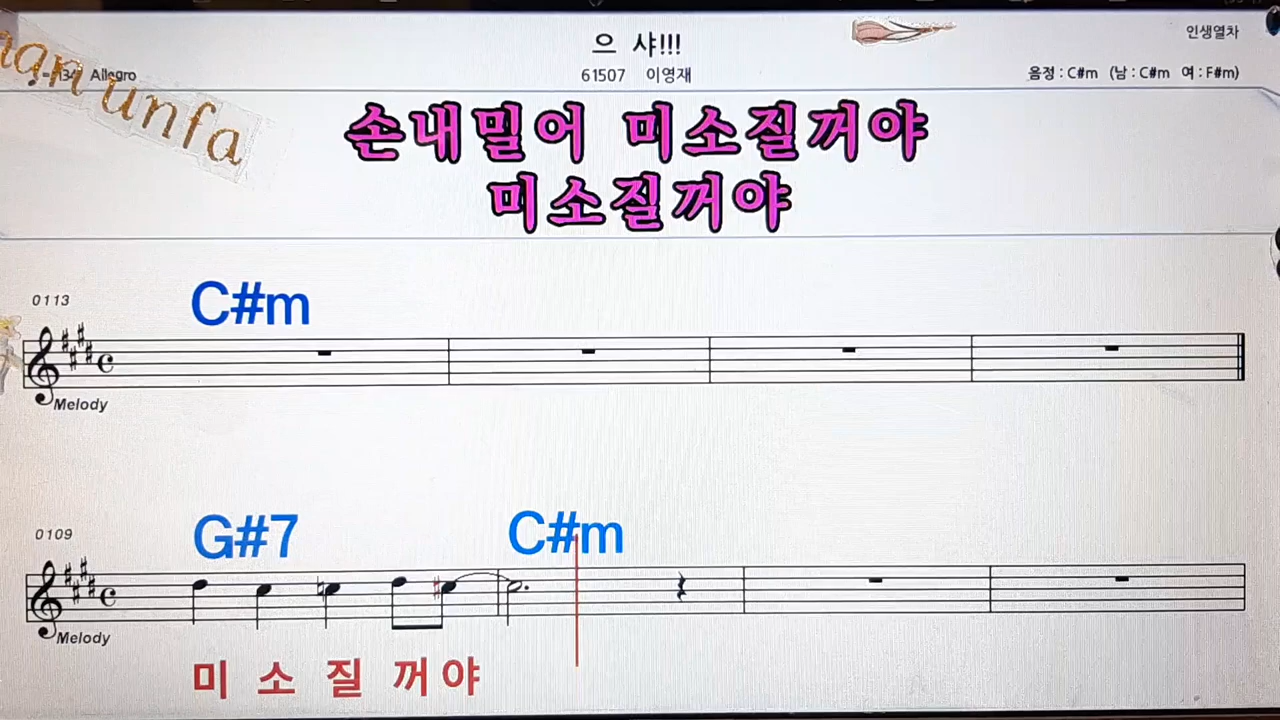 으 샤!!!
인생열차
Allegro
61507 이영재
음정 : C#m (남 : C#m 여 : F#m)
unfa
손내밀어 미소질꺼야
미소질꺼야
0113
C#m
Melody
0109
G#7 C#m
Melody
미 소 질 꺼 야